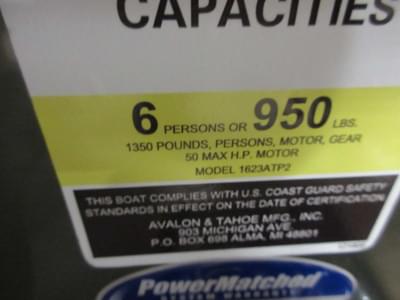 CAPACITIES
6 PERSONS OR 950 LBS.
1350 POUNDS, PERSONS, MOTOR, GEAR
50 MAX H.P. MOTOR
MODEL 1623ATP2
THIS BOAT COMPLIES WITH U.S. COAST GUARD SAFETY
STANDARDS IN EFFECT ON THE DATE OF CERTIFICATION.
AVALON & TAHOE MFG., INC.
903 MICHIGAN AVE.
P.O. BOX 698 ALMA, MI 48801
PowerMatched